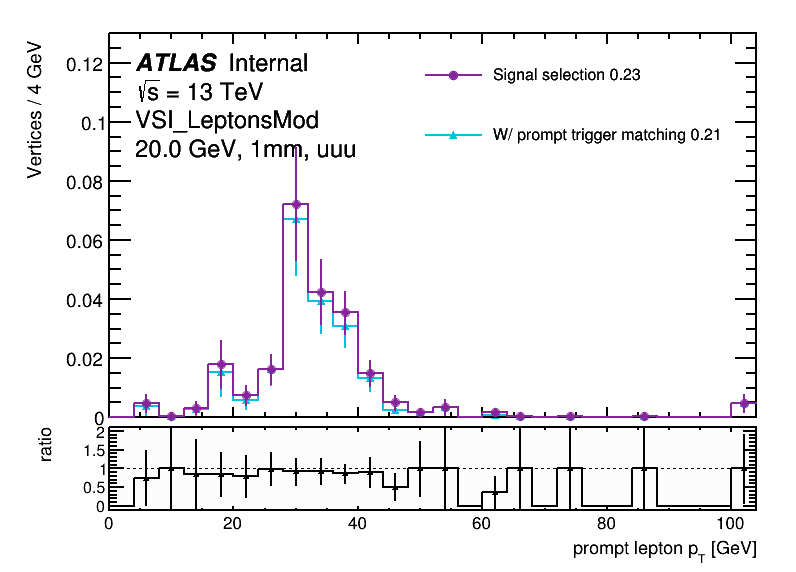 ATLAS Internal
√s = 13 TeV
VSI_LeptonsMod
20.0 GeV, 1mm, uuu
Signal selection 0.23
W/ prompt trigger matching 0.21
Vertices / 4 GeV
0.12
0.1
0.08
0.06
0.04
0.02
0
ratio
2
1.5
1
0.5
0
0 20 40 60 80 100
prompt lepton p_T [GeV]